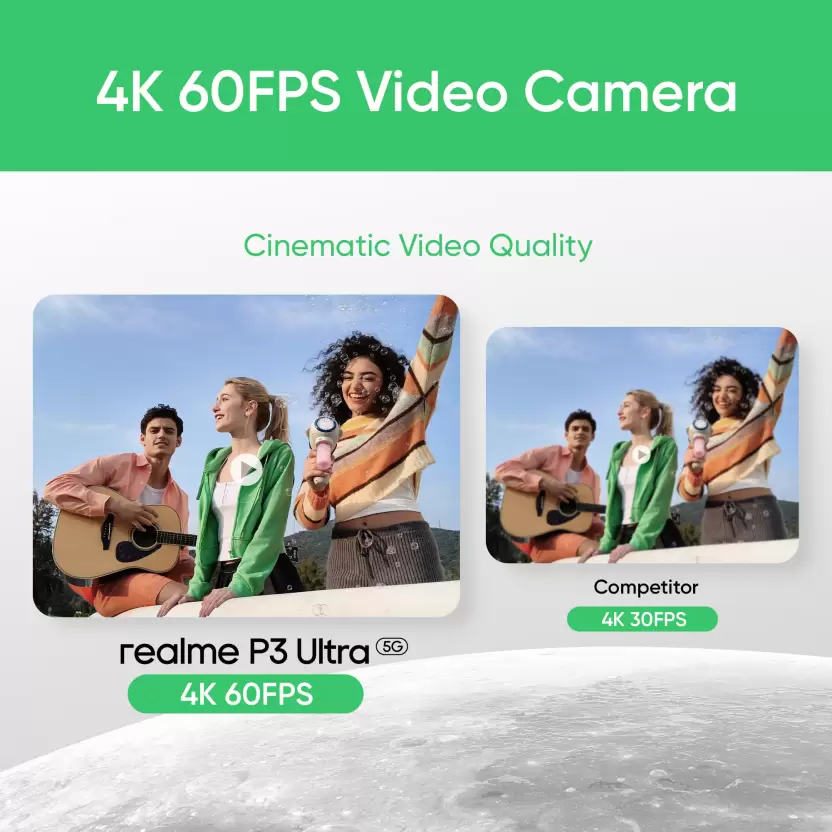 4K 60FPS Video Camera
Cinematic Video Quality
realme P3 Ultra 5G
4K 60FPS
Competitor
4K 30FPS